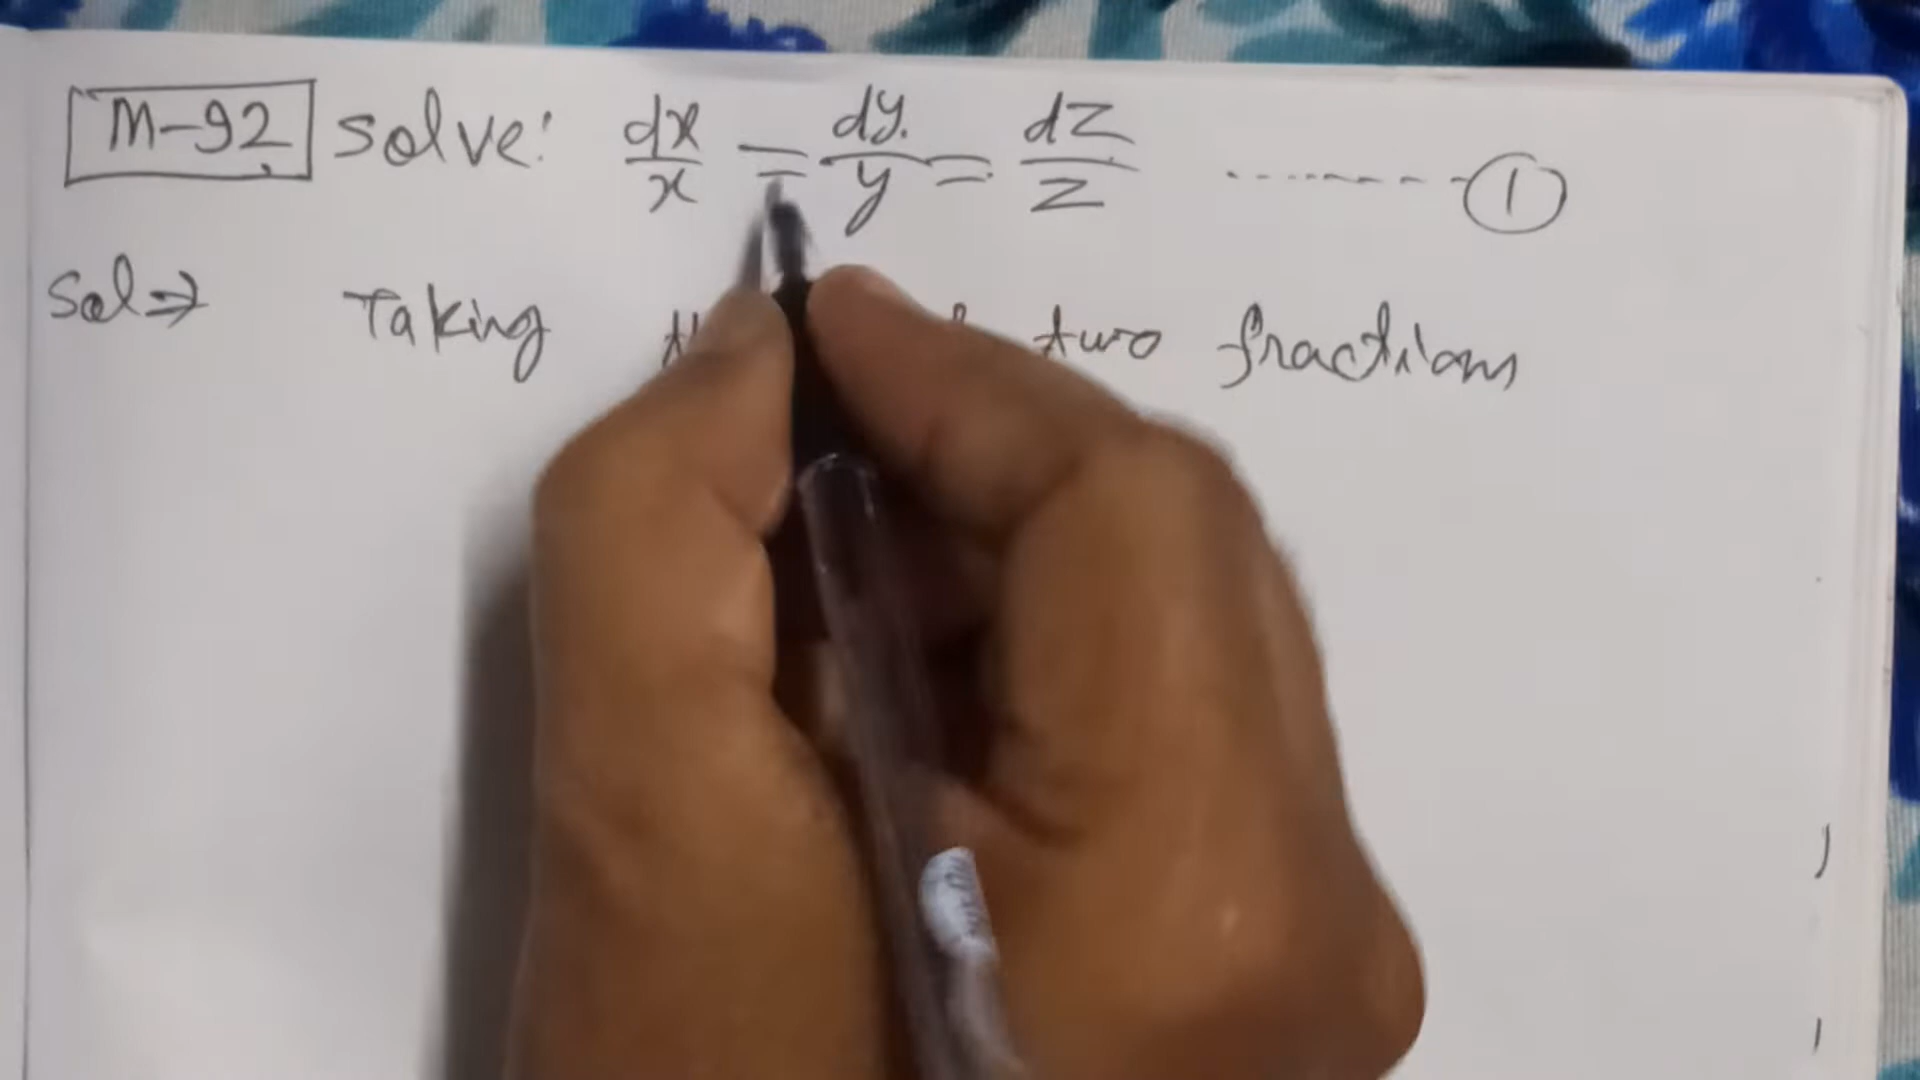 M-92 Solve: dx/x = dy/y = dz/z --------- ①
Sol⇒ Taking two fractions